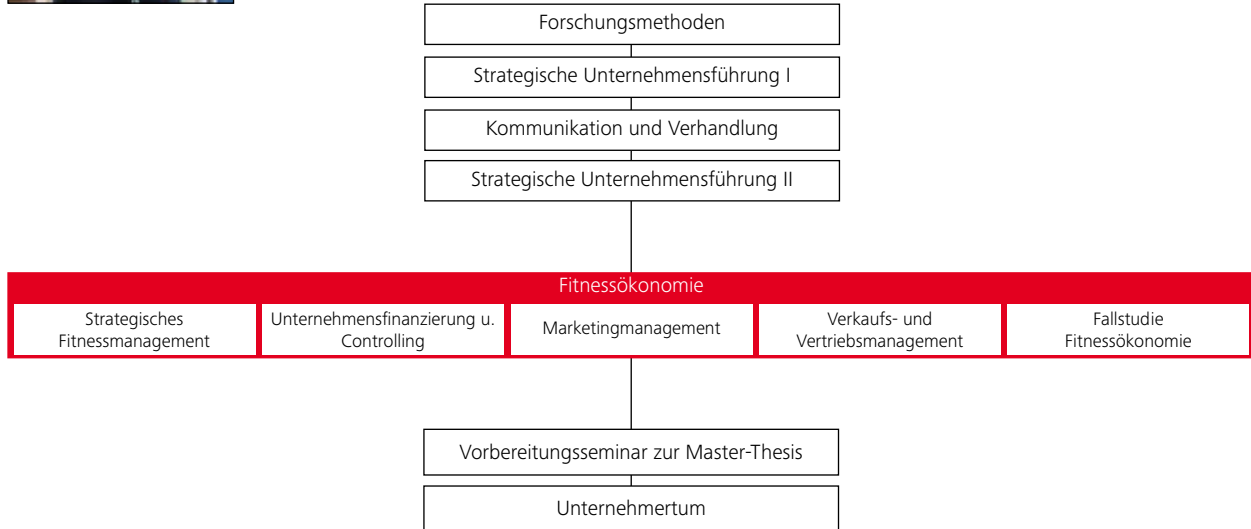 Forschungsmethoden
Strategische Unternehmensführung I
Kommunikation und Verhandlung
Strategische Unternehmensführung II
Fitnessökonomie
Strategisches
Fitnessmanagement
Unternehmensfinanzierung u.
Controlling
Marketingmanagement
Verkaufs- und
Vertriebsmanagement
Fallstudie
Fitnessökonomie
Vorbereitungsseminar zur Master-Thesis
Unternehmertum